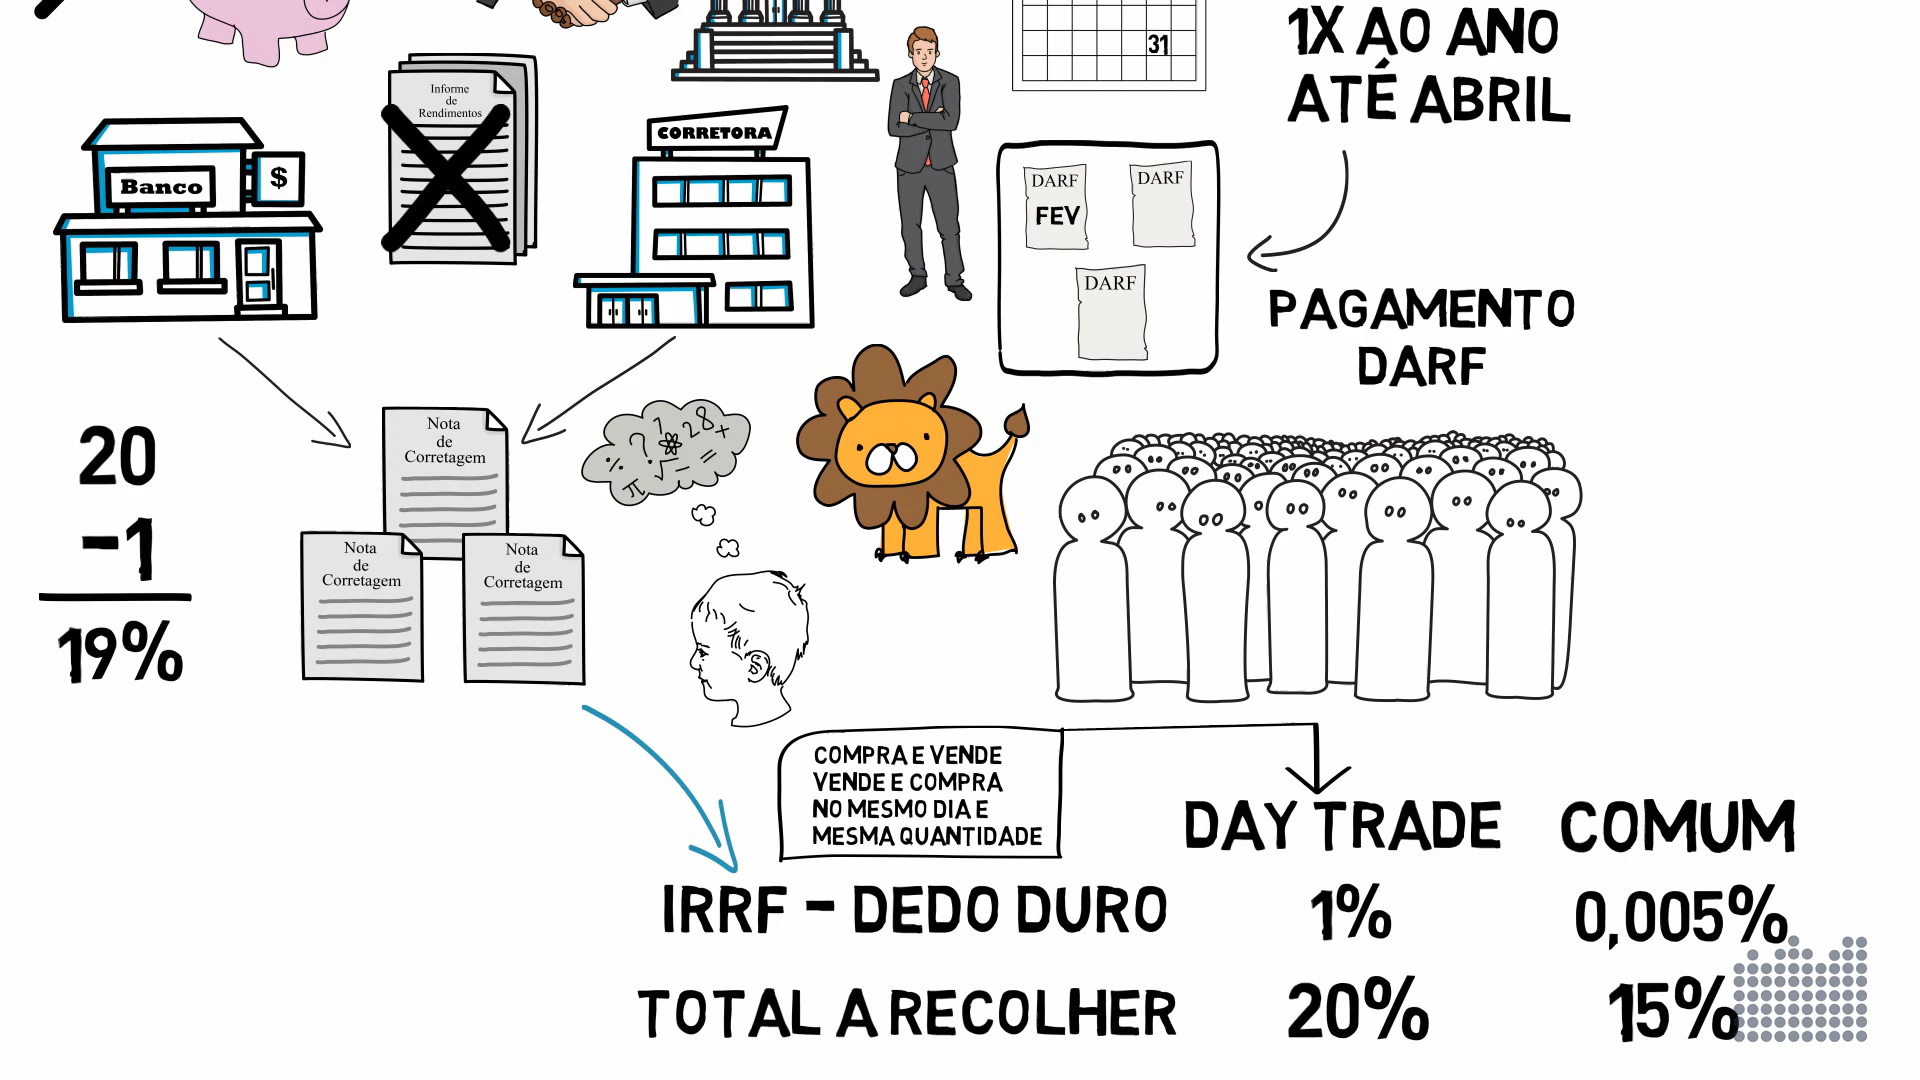 31
1X AO ANO
ATÉ ABRIL
Informe
de
Rendimentos
CORRETORA
Banco
$
DARF
FEV
DARF
DARF
PAGAMENTO
DARF
20
-1
19%
Nota
de
Corretagem
Nota
de
Corretagem
Nota
de
Corretagem
÷ ? 7 28 +
π √ - =
COMPRA E VENDE
VENDE E COMPRA
NO MESMO DIA E
MESMA QUANTIDADE
DAY TRADE COMUM
IRRF - DEDO DURO 1% 0,005%
TOTAL A RECOLHER 20% 15%